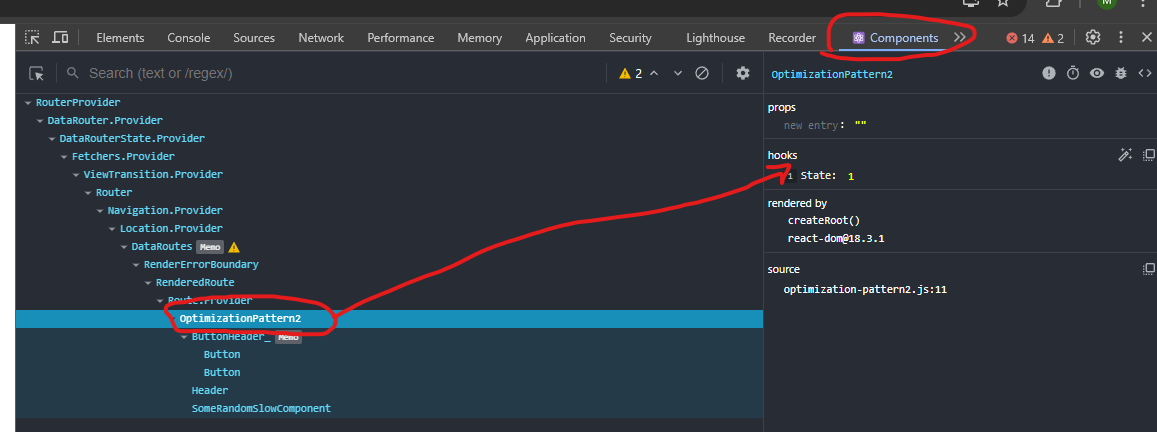 M
Elements Console Sources Network Performance Memory Application Security Lighthouse Recorder Components 14 2
Search (text or /regex/) 2
RouterProvider
DataRouter.Provider
DataRouterState.Provider
Fetchers.Provider
ViewTransition.Provider
Router
Navigation.Provider
Location.Provider
DataRoutes Memo
RenderErrorBoundary
RenderedRoute
Route.Provider
OptimizationPattern2
ButtonHeader_ Memo
Button
Button
Header
SomeRandomSlowComponent
OptimizationPattern2
props
new entry: ""
hooks
1 State: 1
rendered by
createRoot()
react-dom@18.3.1
source
optimization-pattern2.js:11